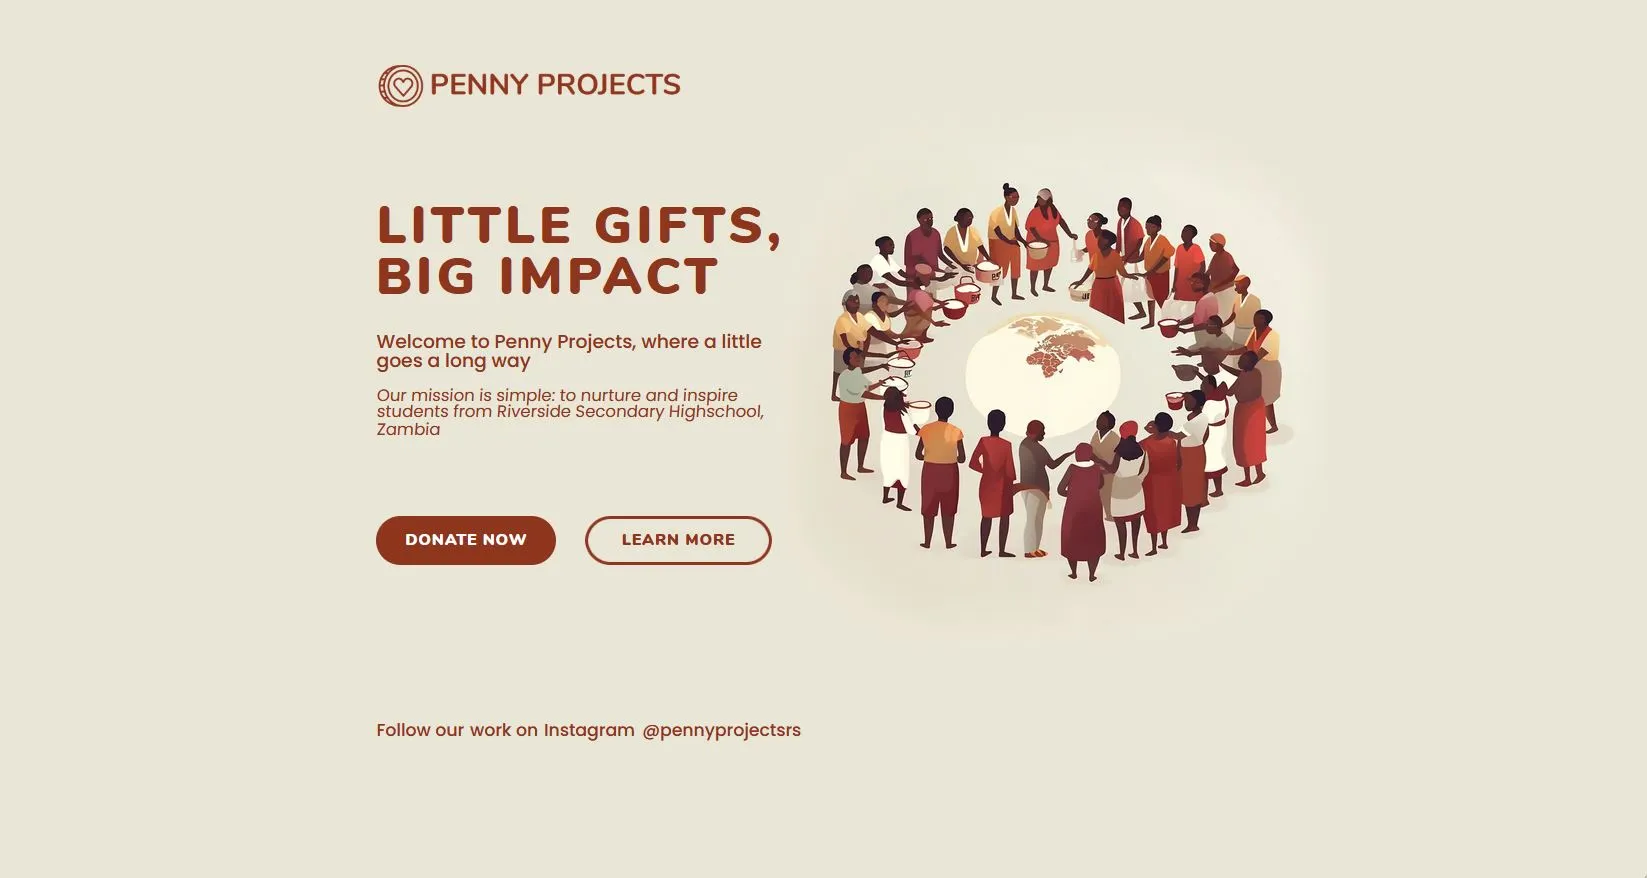 PENNY PROJECTS
LITTLE GIFTS,
BIG IMPACT
Welcome to Penny Projects, where a little
goes a long way
Our mission is simple: to nurture and inspire
students from Riverside Secondary Highschool,
Zambia
DONATE NOW
LEARN MORE
Follow our work on Instagram @pennyprojectsrs